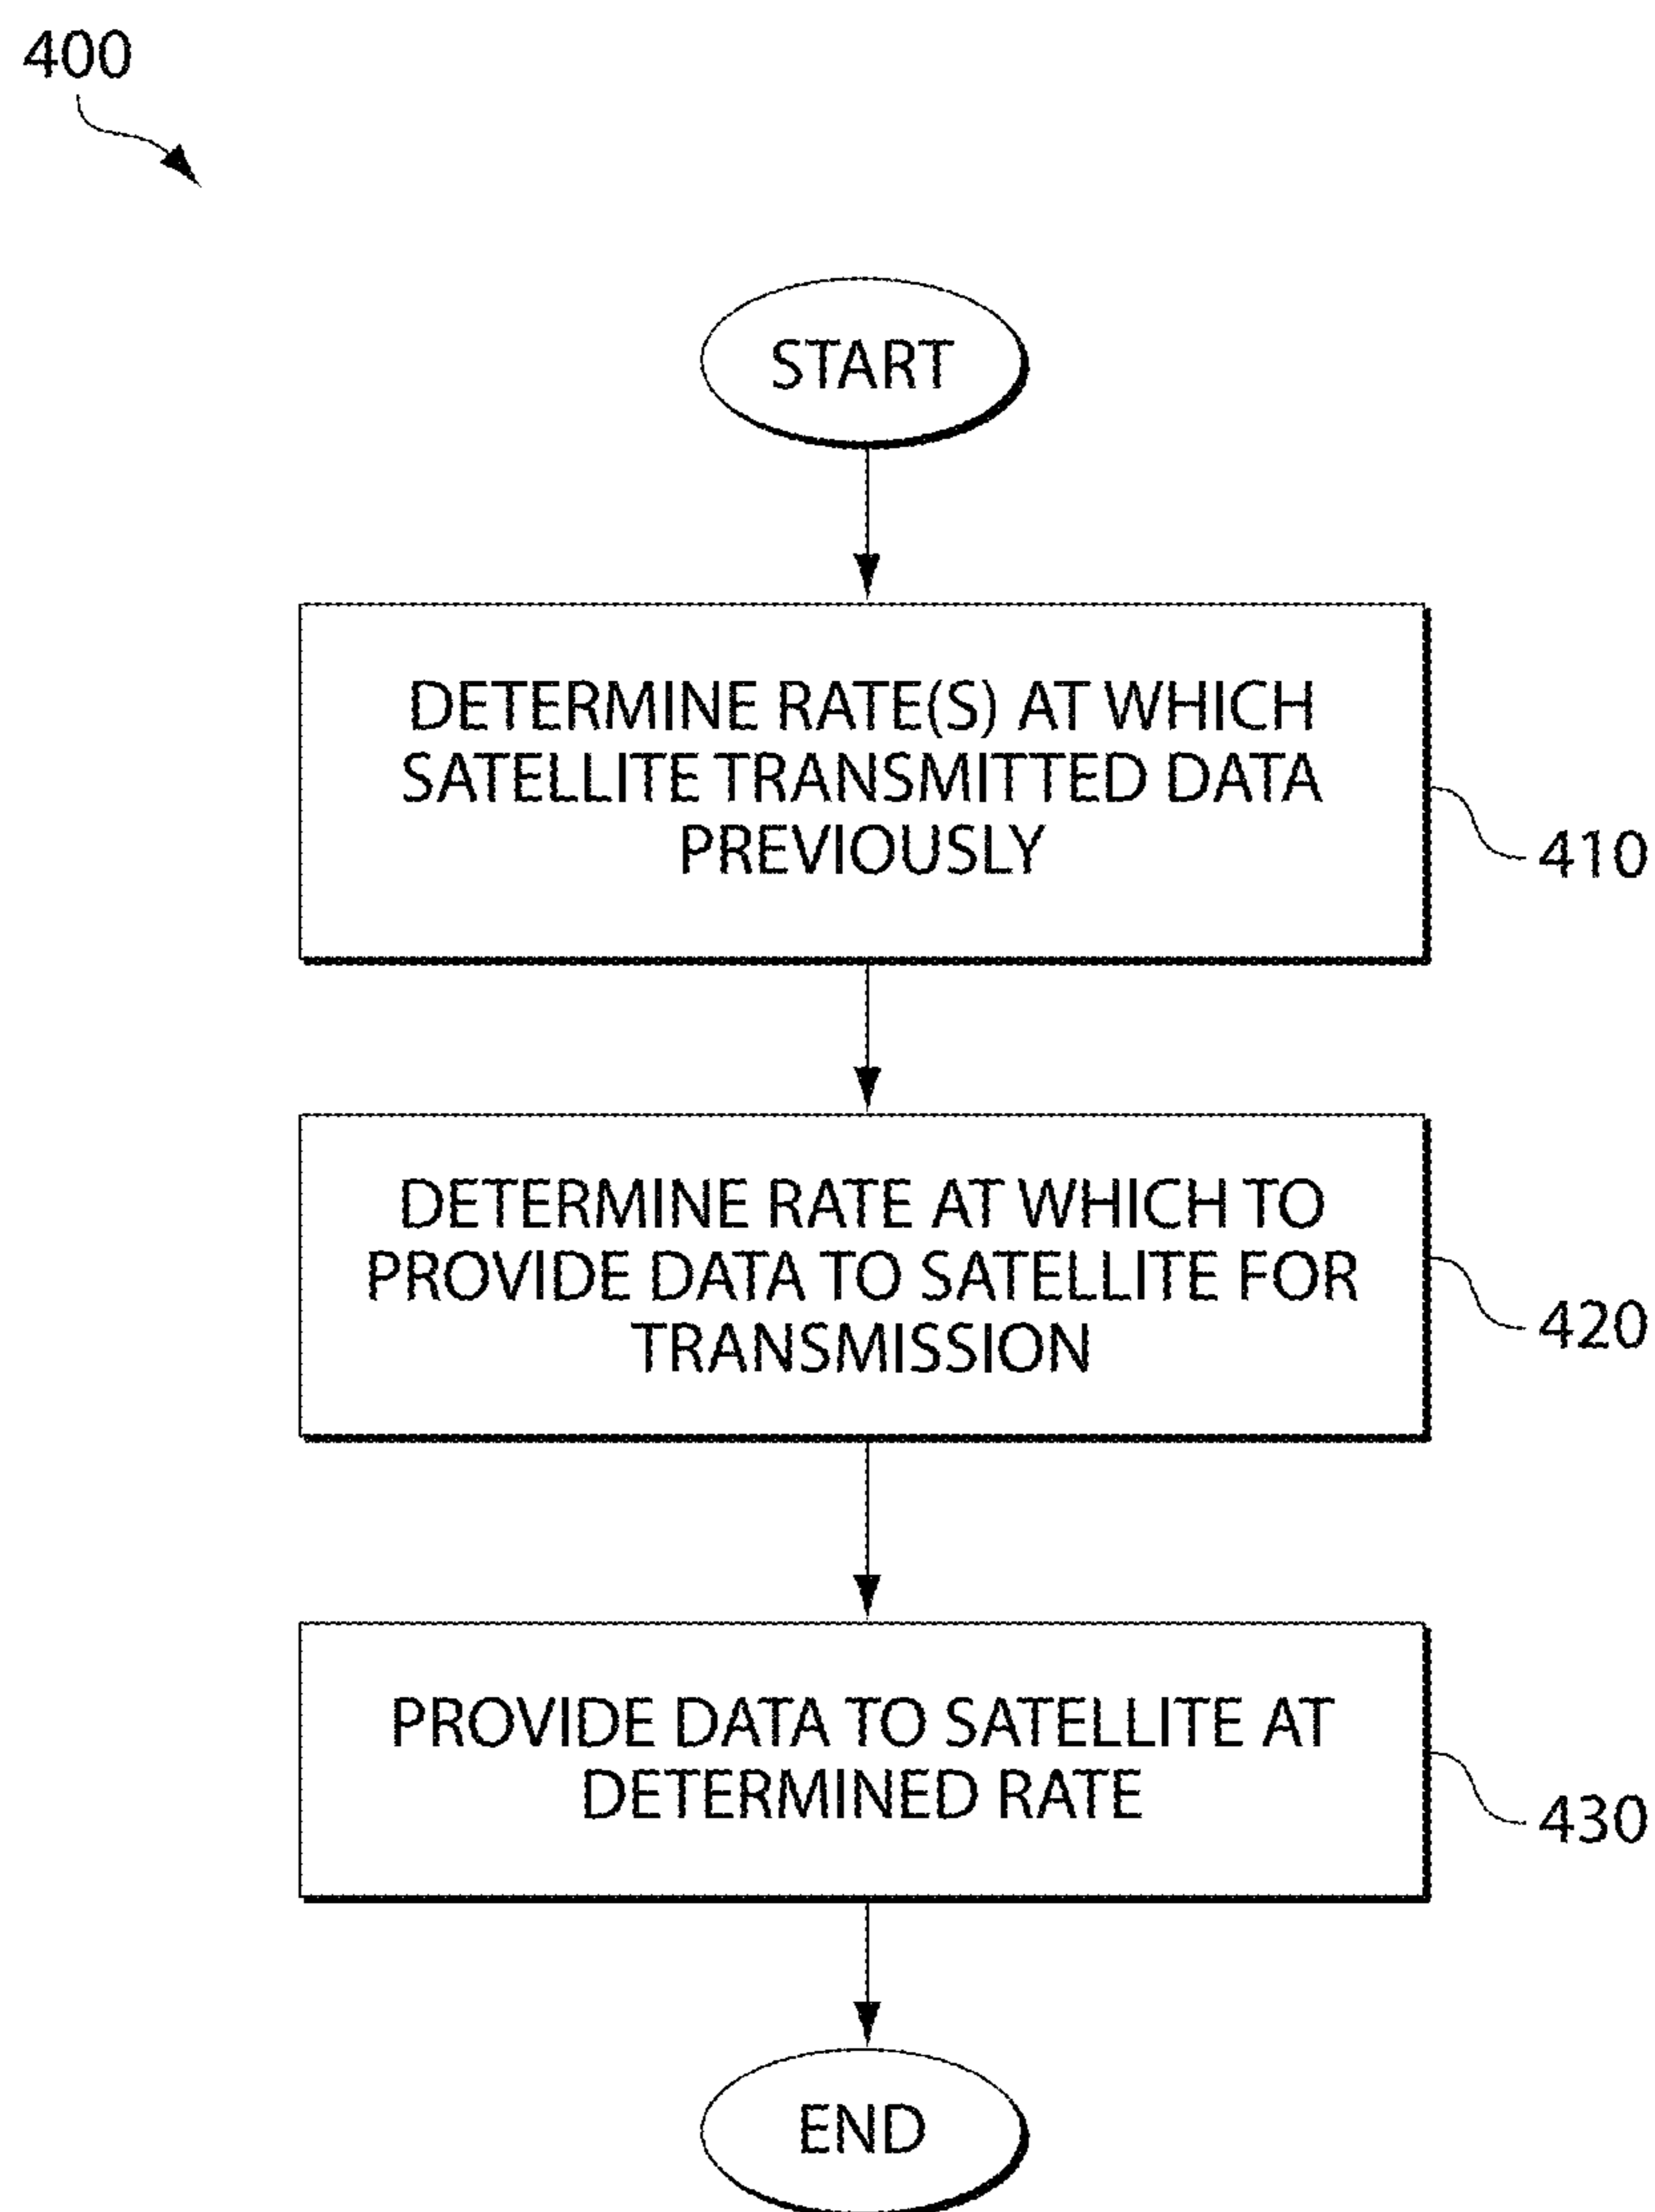 400
START
DETERMINE RATE(S) AT WHICH
SATELLITE TRANSMITTED DATA
PREVIOUSLY
410
DETERMINE RATE AT WHICH TO
PROVIDE DATA TO SATELLITE FOR
TRANSMISSION
420
PROVIDE DATA TO SATELLITE AT
DETERMINED RATE
430
END